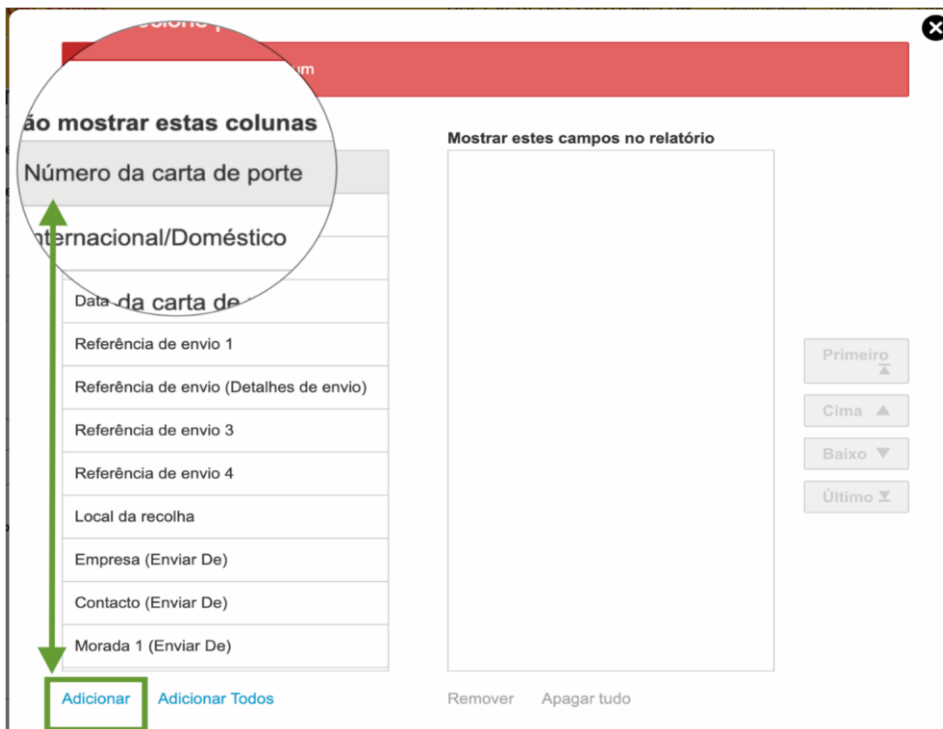 um
ão mostrar estas colunas
Mostrar estes campos no relatório
Número da carta de porte
nternacional/Doméstico
Data da carta de
Referência de envio 1
Referência de envio (Detalhes de envio)
Referência de envio 3
Referência de envio 4
Local da recolha
Empresa (Enviar De)
Contacto (Enviar De)
Morada 1 (Enviar De)
Primeiro
Cima
Baixo
Último
Adicionar Adicionar Todos
Remover Apagar tudo